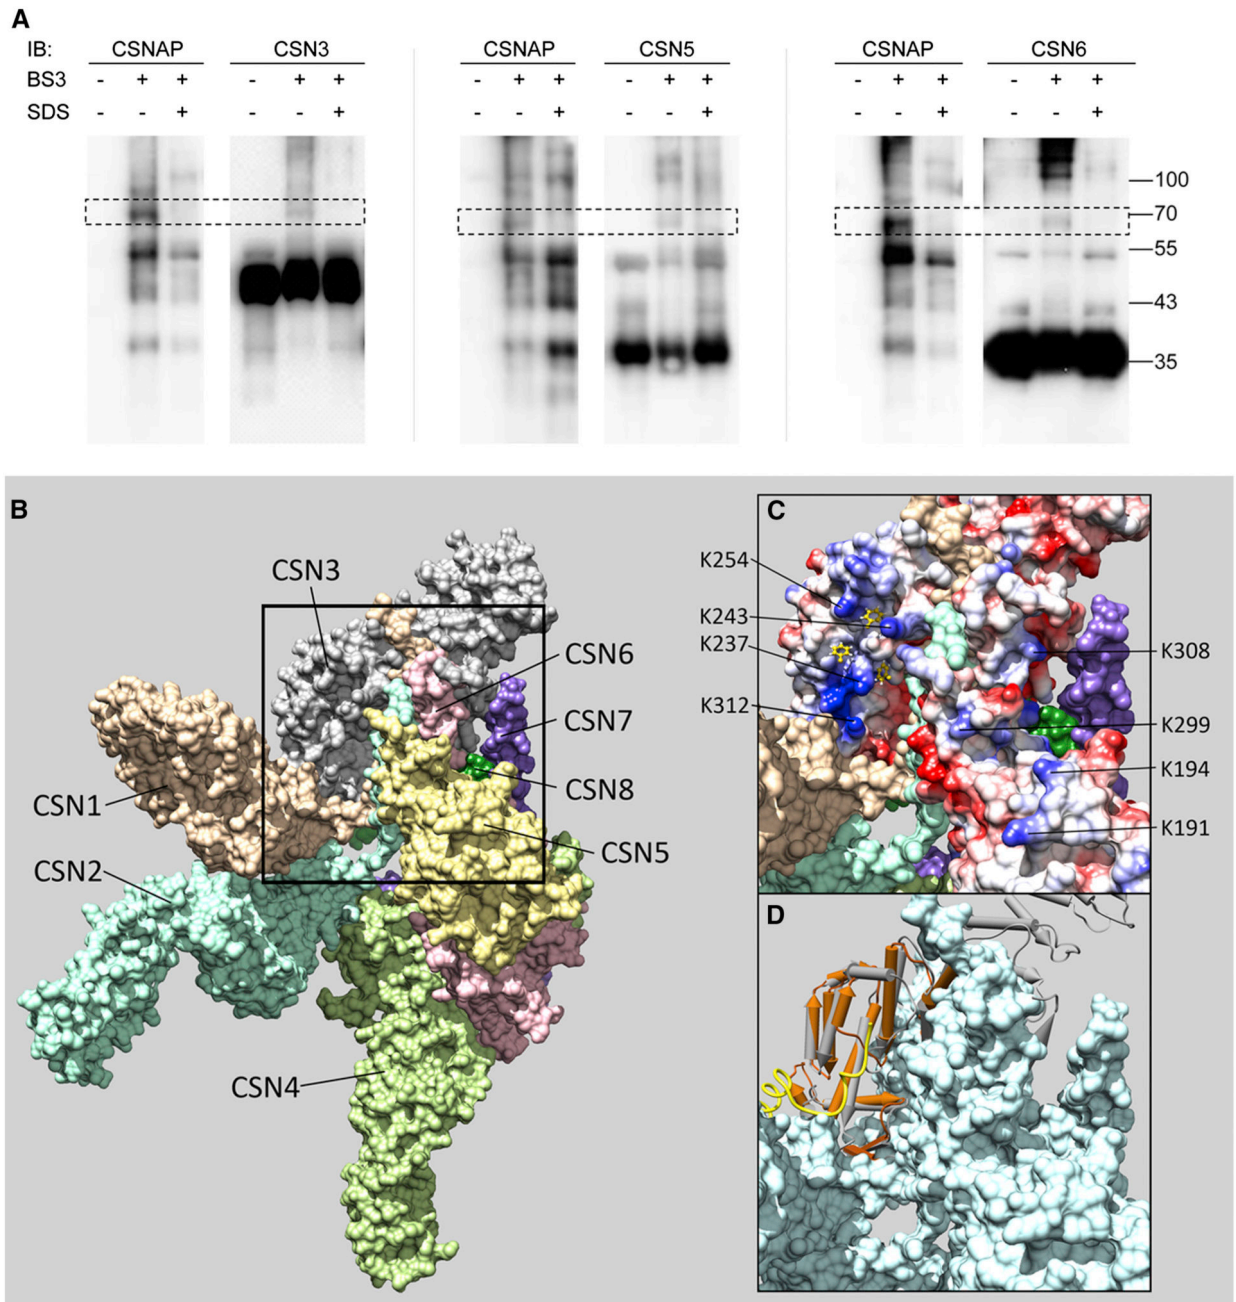 A
IB: CSNAP CSN3 CSNAP CSN5 CSNAP CSN6
BS3 - + + - + + - + + - + + - + + - + +
SDS - - + - - + - - + - - + - - + - - +
100
70
55
43
35
B
CSN3
CSN6
CSN7
CSN8
CSN1
CSN5
CSN2
CSN4
C
K254
K243
K237
K312
K308
K299
K194
K191
D